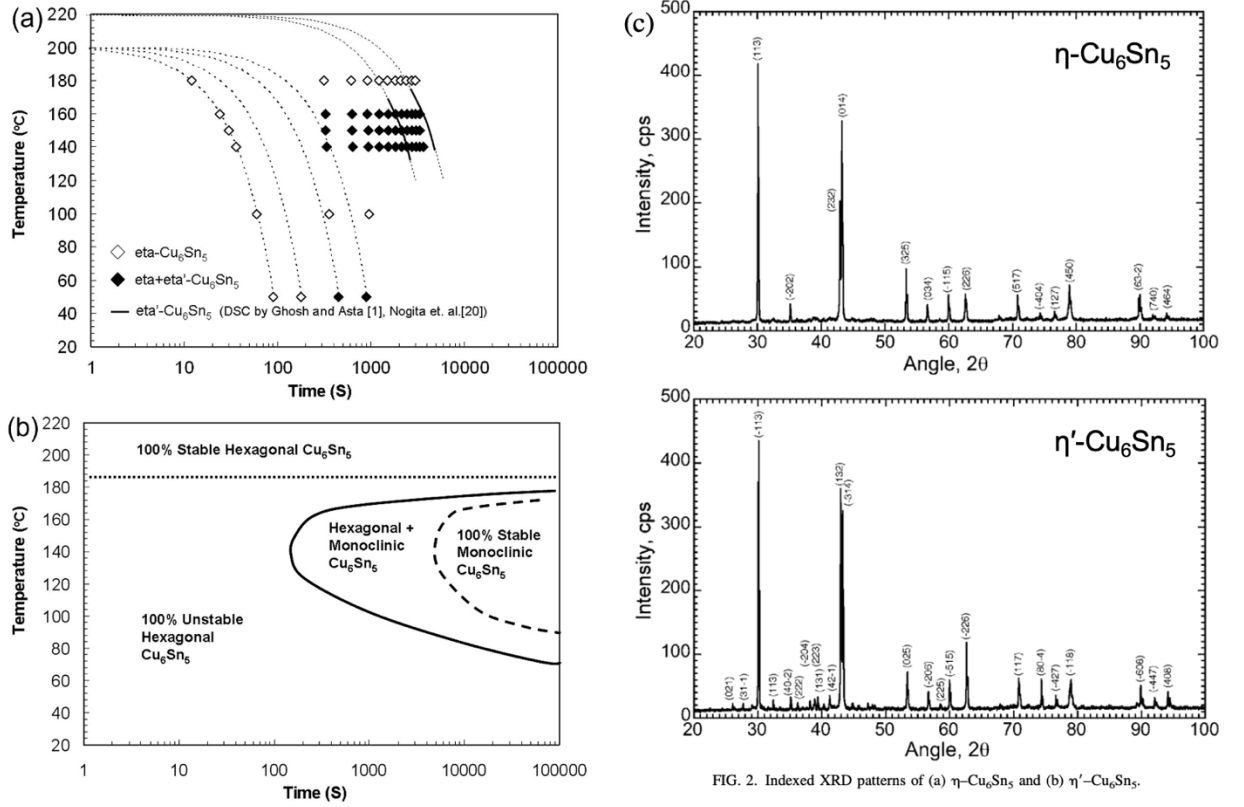 (a)
220
200
180
160
140
120
100
80
60
40
20
Temperature (ºC)
eta-Cu₆Sn₅
eta+eta'-Cu₆Sn₅
eta'-Cu₆Sn₅ (DSC by Ghosh and Asta [1], Nogita et. al.[20])
1 10 100 1000 10000 100000
Time (S)
(b)
220
200
180
160
140
120
100
80
60
40
20
Temperature (ºC)
100% Stable Hexagonal Cu₆Sn₅
Hexagonal +
Monoclinic
Cu₆Sn₅
100% Stable
Monoclinic
Cu₆Sn₅
100% Unstable
Hexagonal
Cu₆Sn₅
1 10 100 1000 10000 100000
Time (S)
(c)
η-Cu₆Sn₅
500
400
300
200
100
0
Intensity, cps
(113)
(-202)
(232)
(014)
(325)
(034)
(-115)
(226)
(517)
(-404)
(127)
(450)
(63-2)
(740)
(464)
20 30 40 50 60 70 80 90 100
Angle, 2θ
η′-Cu₆Sn₅
500
400
300
200
100
0
Intensity, cps
(021)
(31-1)
(-113)
(113)
(40-2)
(222)
(-204)
(223)
(131)
(42-1)
(132)
(-314)
(025)
(-206)
(225)
(-515)
(-226)
(117)
(80-4)
(-427)
(-118)
(-606)
(-447)
(408)
20 30 40 50 60 70 80 90 100
Angle, 2θ
FIG. 2. Indexed XRD patterns of (a) η–Cu₆Sn₅ and (b) η′–Cu₆Sn₅.